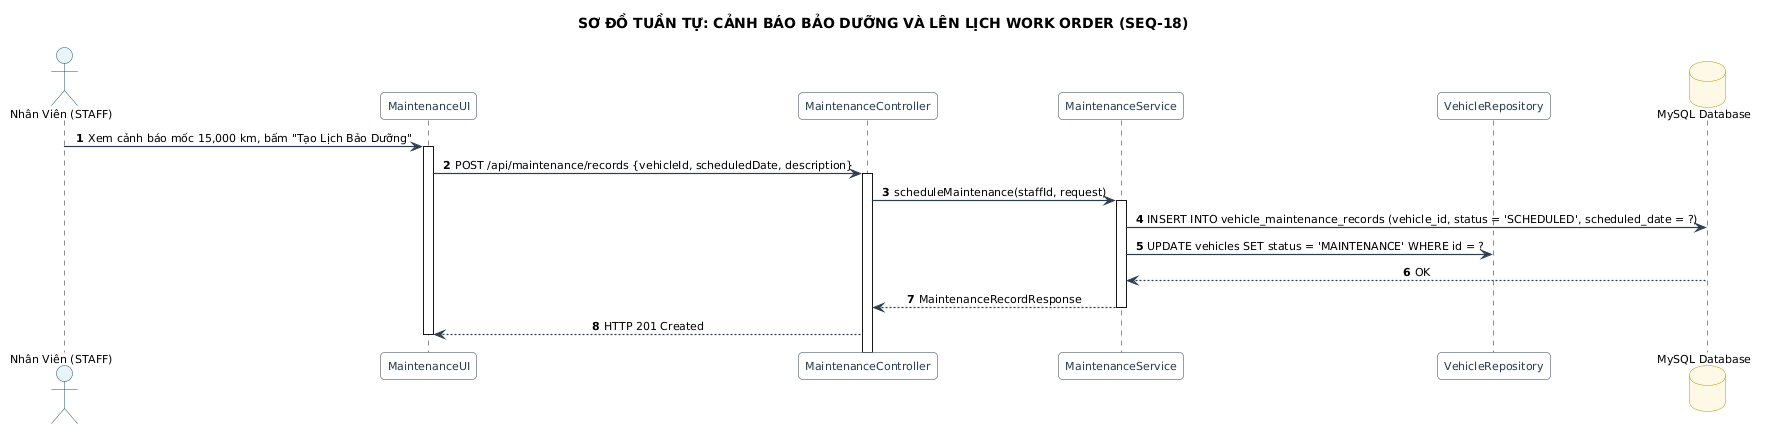 SƠ ĐỒ TUẦN TỰ: CẢNH BÁO BẢO DƯỠNG VÀ LÊN LỊCH WORK ORDER (SEQ-18)
Nhân Viên (STAFF)
MaintenanceUI
MaintenanceController
MaintenanceService
VehicleRepository
MySQL Database
1 Xem cảnh báo mốc 15,000 km, bấm "Tạo Lịch Bảo Dưỡng"
2 POST /api/maintenance/records {vehicleId, scheduledDate, description}
3 scheduleMaintenance(staffId, request)
4 INSERT INTO vehicle_maintenance_records (vehicle_id, status = 'SCHEDULED', scheduled_date = ?)
5 UPDATE vehicles SET status = 'MAINTENANCE' WHERE id = ?
6 OK
7 MaintenanceRecordResponse
8 HTTP 201 Created
Nhân Viên (STAFF)
MaintenanceUI
MaintenanceController
MaintenanceService
VehicleRepository
MySQL Database